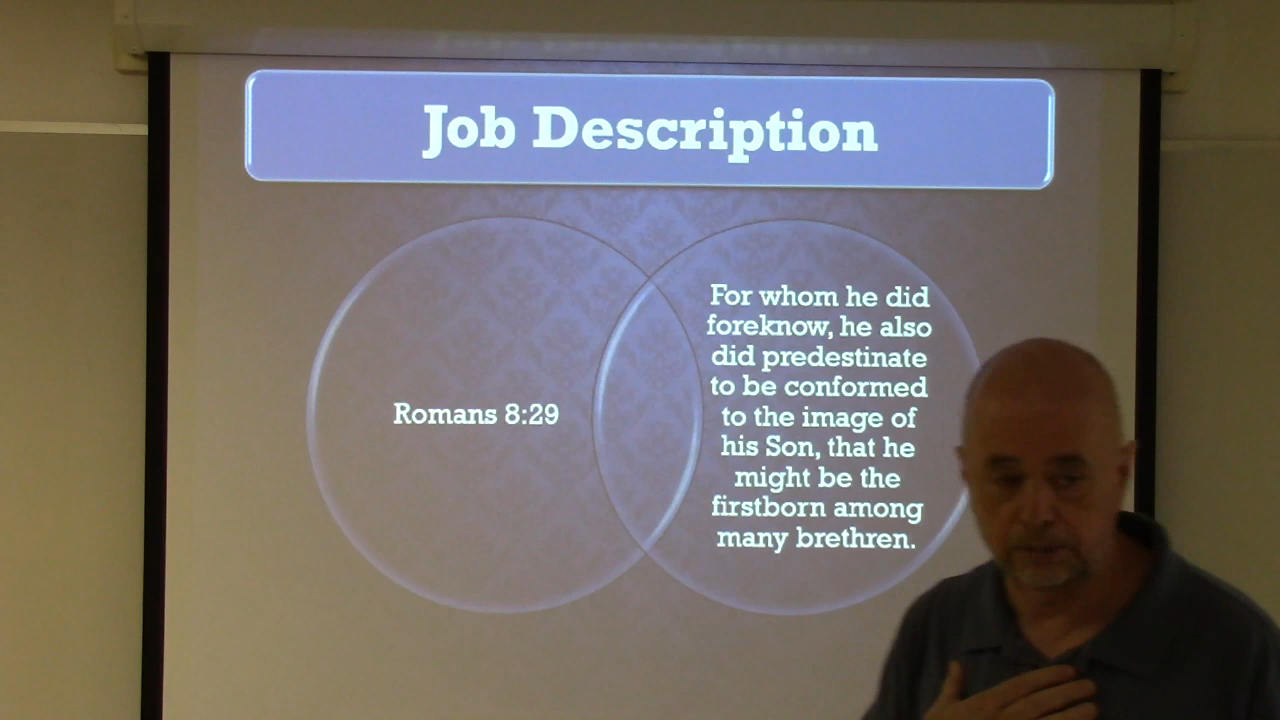 Job Description
Romans 8:29
For whom he did
foreknow, he also
did predestinate
to be conformed
to the image of
his Son, that he
might be the
firstborn among
many brethren.